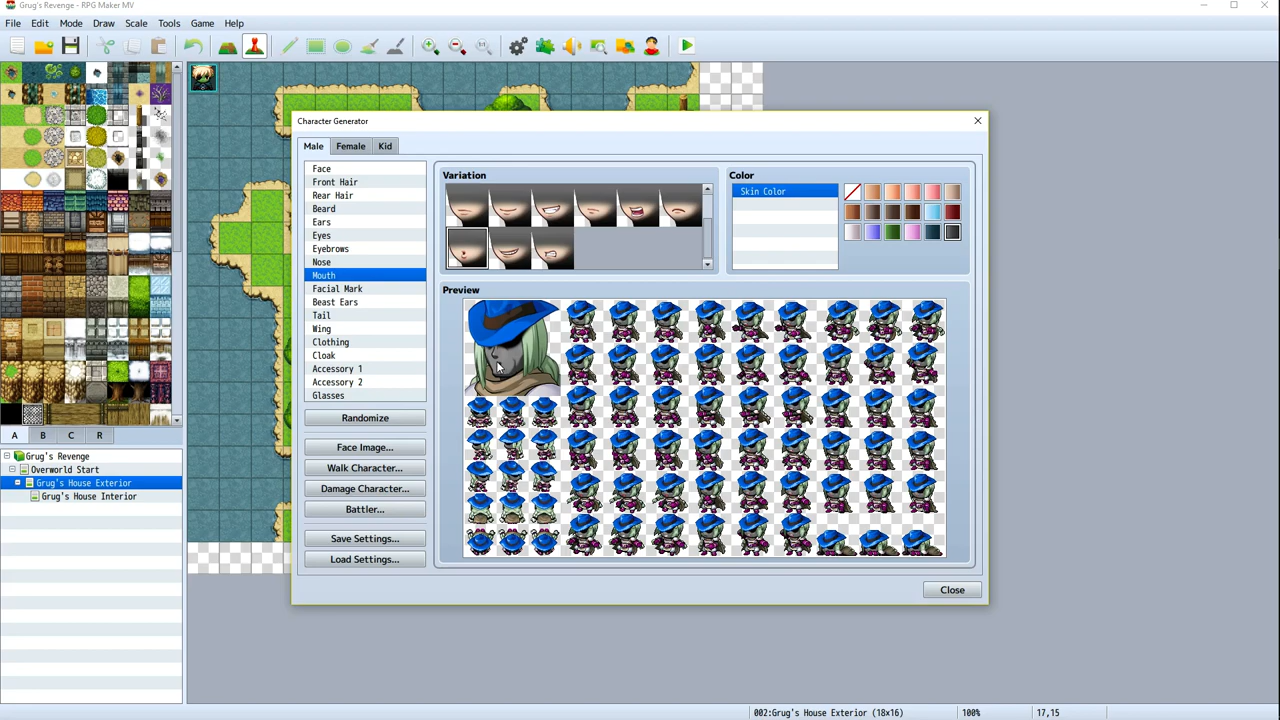 Grug's Revenge - RPG Maker MV
File Edit Mode Draw Scale Tools Game Help
Character Generator
Male Female Kid
Face
Front Hair
Rear Hair
Beard
Ears
Eyes
Eyebrows
Nose
Mouth
Facial Mark
Beast Ears
Tail
Wing
Clothing
Cloak
Accessory 1
Accessory 2
Glasses
Randomize
Face Image...
Walk Character...
Damage Character...
Battler...
Save Settings...
Load Settings...
Variation
Color
Skin Color
Preview
Close
A B C R
Grug's Revenge
Overworld Start
Grug's House Exterior
Grug's House Interior
002:Grug's House Exterior (18x16) 100% 17,15